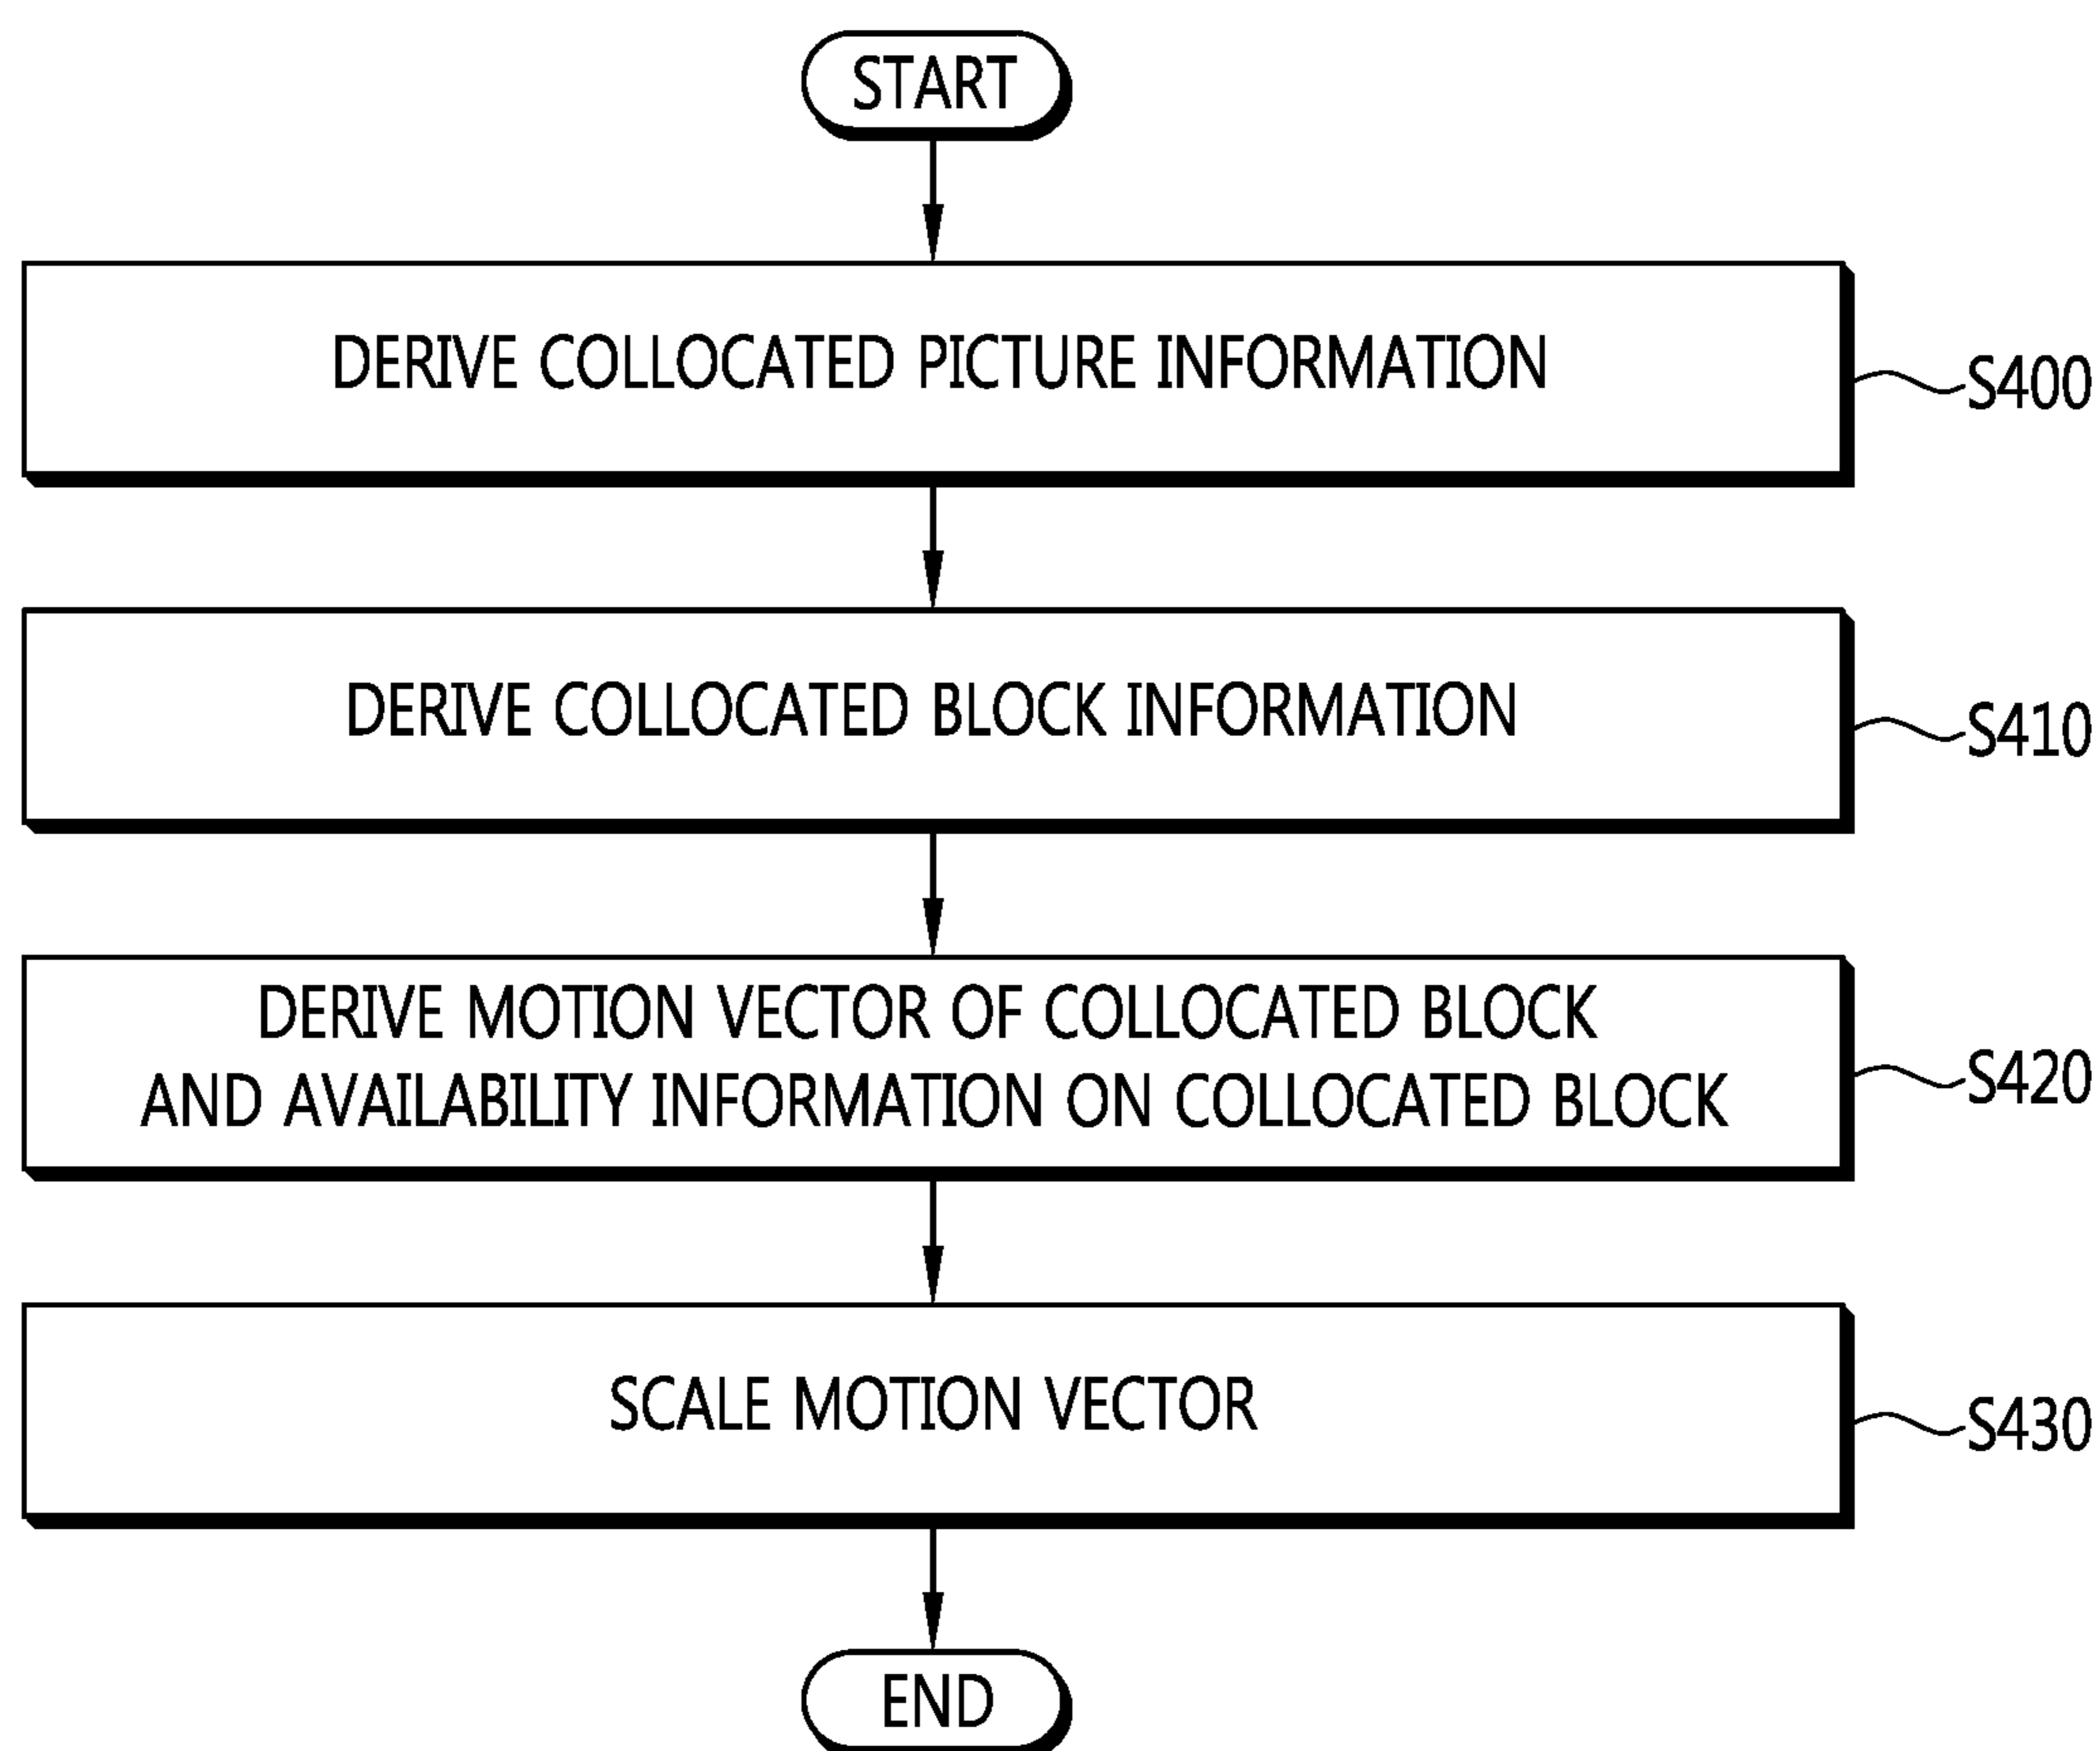 START
DERIVE COLLOCATED PICTURE INFORMATION
S400
DERIVE COLLOCATED BLOCK INFORMATION
S410
DERIVE MOTION VECTOR OF COLLOCATED BLOCK
AND AVAILABILITY INFORMATION ON COLLOCATED BLOCK
S420
SCALE MOTION VECTOR
S430
END